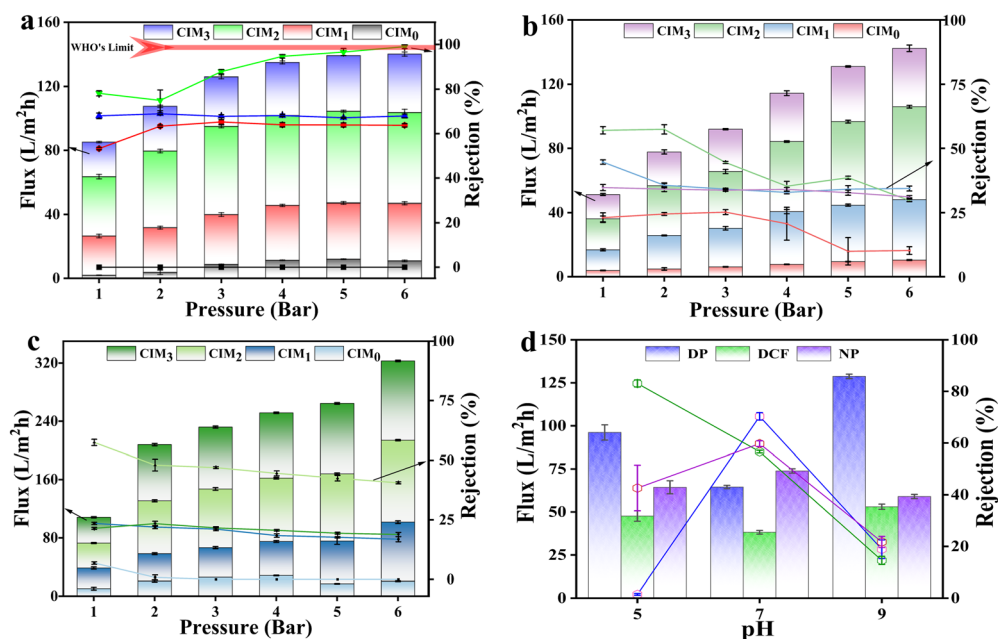 a
CIM3 CIM2 CIM1 CIM0
WHO's Limit
Flux (L/m²h)
160
120
80
40
0
Rejection (%)
100
80
60
40
20
0
1 2 3 4 5 6
Pressure (Bar)
b
CIM3 CIM2 CIM1 CIM0
Flux (L/m²h)
160
120
80
40
0
Rejection (%)
100
75
50
25
0
1 2 3 4 5 6
Pressure (Bar)
c
CIM3 CIM2 CIM1 CIM0
Flux (L/m²h)
320
240
160
80
0
Rejection (%)
100
75
50
25
0
1 2 3 4 5 6
Pressure (Bar)
d
DP DCF NP
Flux (L/m²h)
150
125
100
75
50
25
0
Rejection (%)
100
80
60
40
20
0
5 7 9
pH